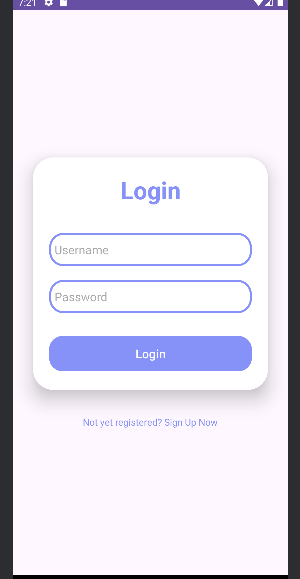 7:21
Login
Username
Password
Login
Not yet registered? Sign Up Now